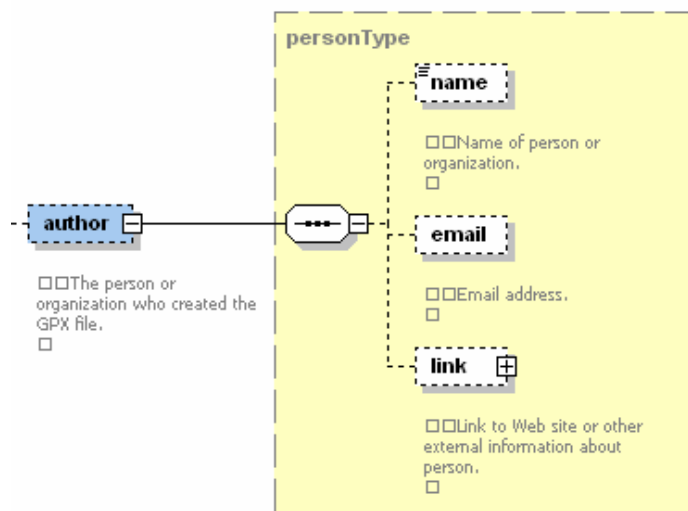 personType
name
□□Name of person or
organization.
□
author
□□The person or
organization who created the
GPX file.
□
email
□□Email address.
□
link
□□Link to Web site or other
external information about
person.
□